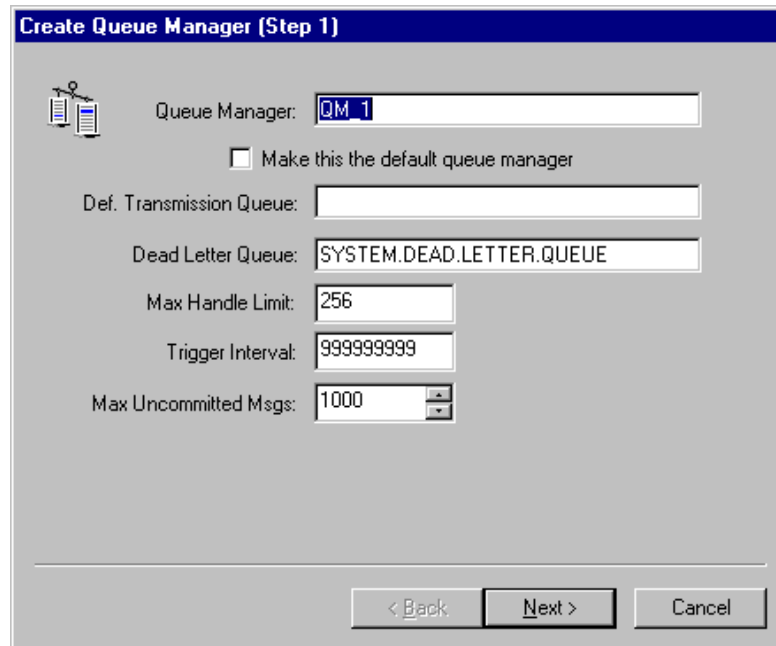 Create Queue Manager (Step 1)
Queue Manager: QM_1
Make this the default queue manager
Def. Transmission Queue:
Dead Letter Queue: SYSTEM.DEAD.LETTER.QUEUE
Max Handle Limit: 256
Trigger Interval: 999999999
Max Uncommitted Msgs: 1000
< Back Next > Cancel